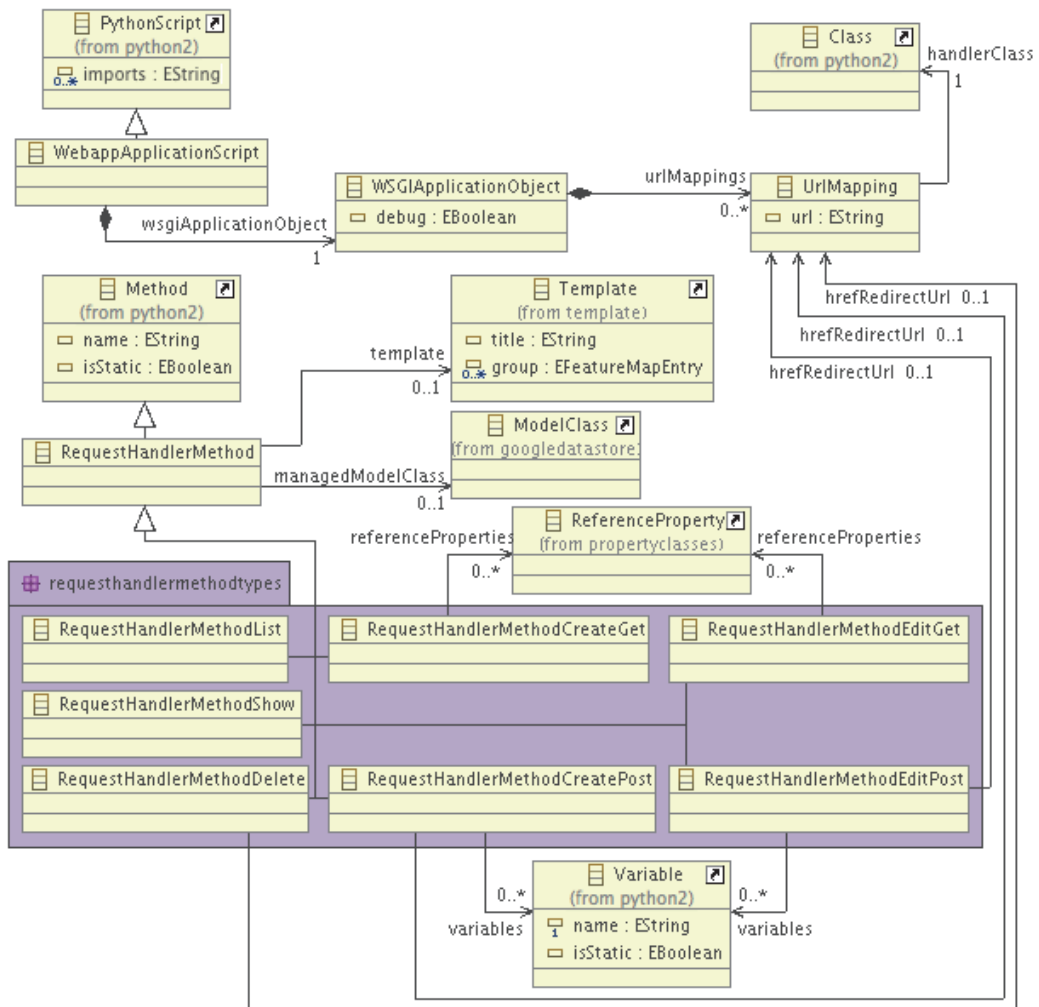 PythonScript
(from python2)
0..* imports : EString
WebappApplicationScript
wsgiApplicationObject
1
WSGIApplicationObject
debug : EBoolean
urlMappings
0..*
Class
(from python2)
handlerClass
1
UrlMapping
url : EString
hrefRedirectUrl 0..1
hrefRedirectUrl 0..1
hrefRedirectUrl 0..1
Method
(from python2)
name : EString
isStatic : EBoolean
template
0..1
Template
(from template)
title : EString
0..* group : EFeatureMapEntry
RequestHandlerMethod
managedModelClass
0..1
ModelClass
(from googledatastore)
referenceProperties
0..*
ReferenceProperty
(from propertyclasses)
referenceProperties
0..*
requesthandlermethodtypes
RequestHandlerMethodList
RequestHandlerMethodCreateGet
RequestHandlerMethodEditGet
RequestHandlerMethodShow
RequestHandlerMethodDelete
RequestHandlerMethodCreatePost
RequestHandlerMethodEditPost
0..*
variables
Variable
(from python2)
1 name : EString
isStatic : EBoolean
0..*
variables